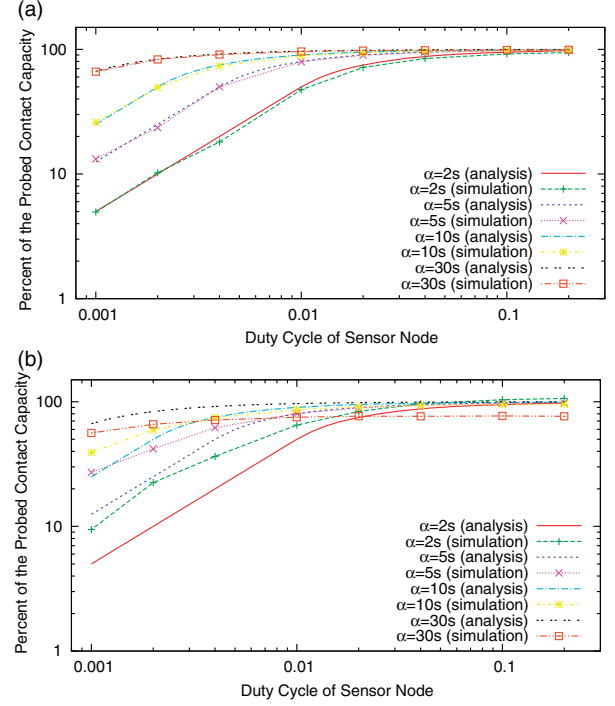 (a)
Percent of the Probed Contact Capacity
100
10
1
α=2s (analysis)
α=2s (simulation)
α=5s (analysis)
α=5s (simulation)
α=10s (analysis)
α=10s (simulation)
α=30s (analysis)
α=30s (simulation)
0.001
0.01
0.1
Duty Cycle of Sensor Node
(b)
Percent of the Probed Contact Capacity
100
10
1
α=2s (analysis)
α=2s (simulation)
α=5s (analysis)
α=5s (simulation)
α=10s (analysis)
α=10s (simulation)
α=30s (analysis)
α=30s (simulation)
0.001
0.01
0.1
Duty Cycle of Sensor Node